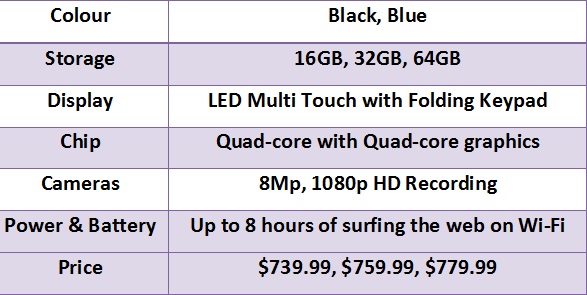 Colour Black, Blue
Storage 16GB, 32GB, 64GB
Display LED Multi Touch with Folding Keypad
Chip Quad-core with Quad-core graphics
Cameras 8Mp, 1080p HD Recording
Power & Battery Up to 8 hours of surfing the web on Wi-Fi
Price $739.99, $759.99, $779.99